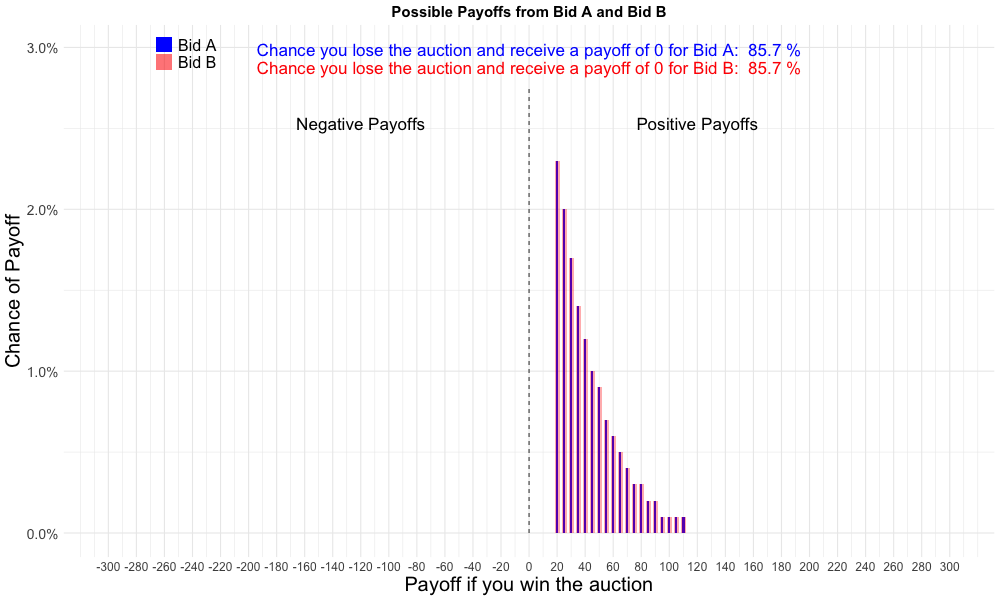 Possible Payoffs from Bid A and Bid B
Bid A
Bid B
Chance you lose the auction and receive a payoff of 0 for Bid A: 85.7 %
Chance you lose the auction and receive a payoff of 0 for Bid B: 85.7 %
Negative Payoffs
Positive Payoffs
3.0%
2.0%
1.0%
0.0%
Chance of Payoff
-300 -280 -260 -240 -220 -200 -180 -160 -140 -120 -100 -80 -60 -40 -20 0 20 40 60 80 100 120 140 160 180 200 220 240 260 280 300
Payoff if you win the auction